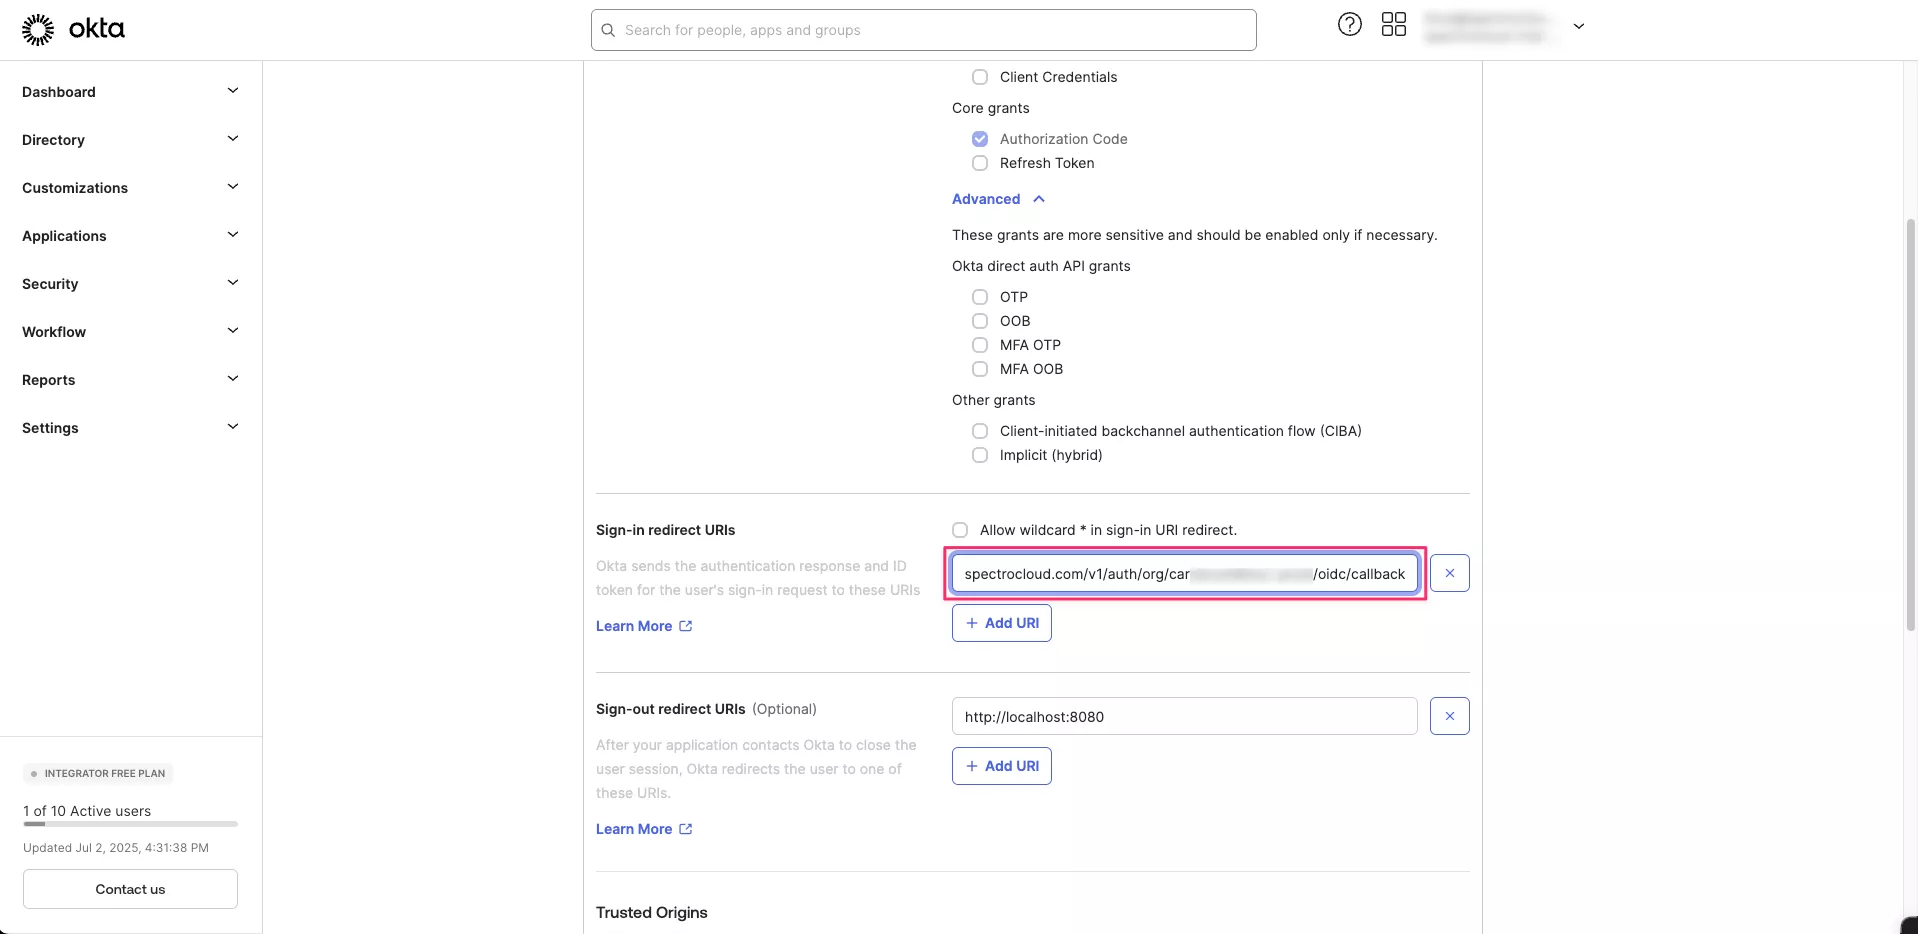 okta
Search for people, apps and groups
Dashboard
Directory
Customizations
Applications
Security
Workflow
Reports
Settings
INTEGRATOR FREE PLAN
1 of 10 Active users
Updated Jul 2, 2025, 4:31:38 PM
Contact us
Client Credentials
Core grants
Authorization Code
Refresh Token
Advanced
These grants are more sensitive and should be enabled only if necessary.
Okta direct auth API grants
OTP
OOB
MFA OTP
MFA OOB
Other grants
Client-initiated backchannel authentication flow (CIBA)
Implicit (hybrid)
Sign-in redirect URIs
Okta sends the authentication response and ID
token for the user's sign-in request to these URIs
Learn More
Allow wildcard * in sign-in URI redirect.
spectrocloud.com/v1/auth/org/car /oidc/callback
+ Add URI
Sign-out redirect URIs (Optional)
After your application contacts Okta to close the
user session, Okta redirects the user to one of
these URIs.
Learn More
http://localhost:8080
+ Add URI
Trusted Origins